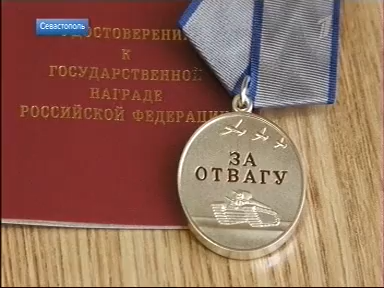 Севастополь
УДОСТОВЕРЕНИЕ
К
ГОСУДАРСТВЕННОЙ
НАГРАДЕ
РОССИЙСКОЙ ФЕДЕРАЦИИ
ЗА
ОТВАГУ